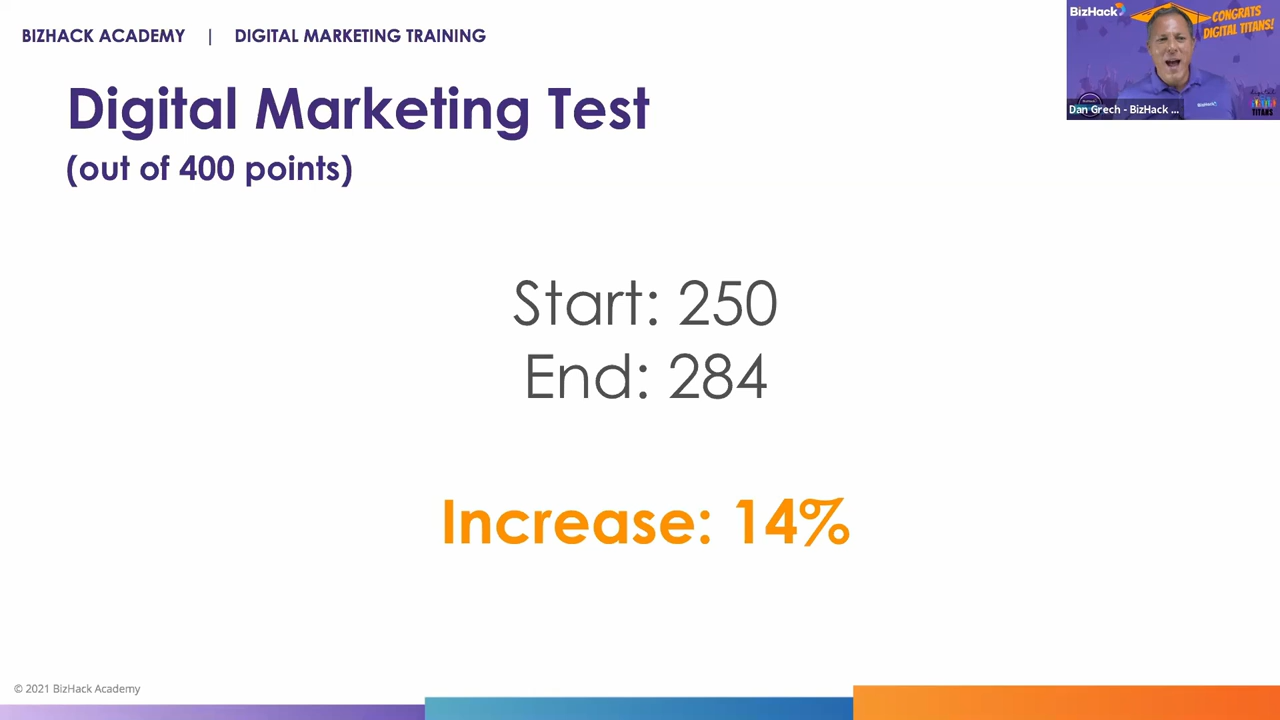 BIZHACK ACADEMY | DIGITAL MARKETING TRAINING
BizHack
CONGRATS
DIGITAL TITANS!
Dan Grech - BizHack ...
TITANS
Digital Marketing Test
(out of 400 points)
Start: 250
End: 284
Increase: 14%
© 2021 BizHack Academy